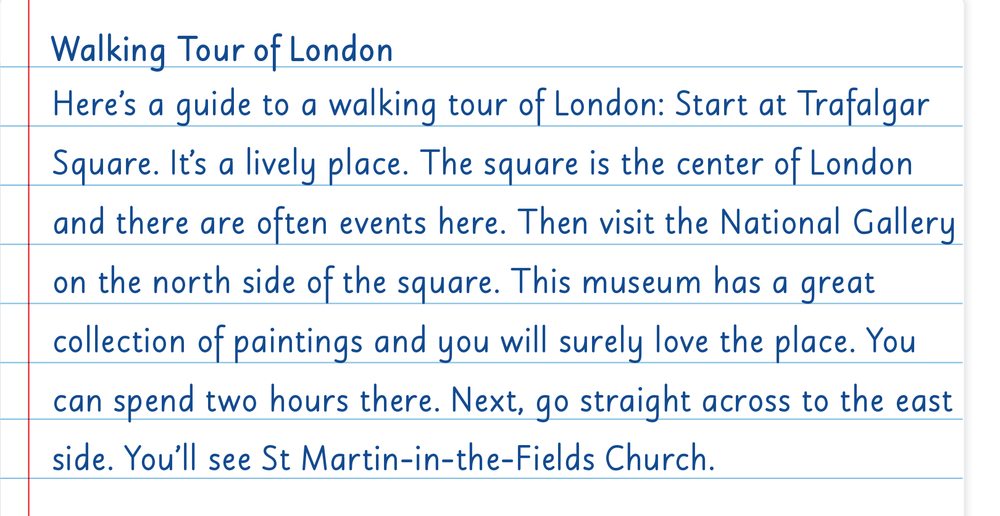 Walking Tour of London
Here’s a guide to a walking tour of London: Start at Trafalgar
Square. It’s a lively place. The square is the center of London
and there are often events here. Then visit the National Gallery
on the north side of the square. This museum has a great
collection of paintings and you will surely love the place. You
can spend two hours there. Next, go straight across to the east
side. You’ll see St Martin-in-the-Fields Church.